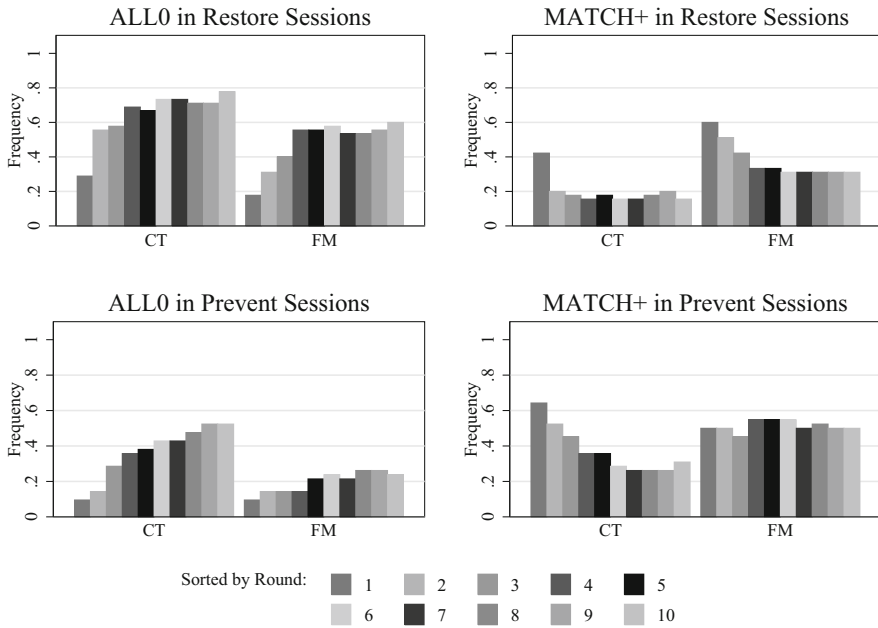 ALL0 in Restore Sessions
Frequency
1
.8
.6
.4
.2
0
CT FM
MATCH+ in Restore Sessions
Frequency
1
.8
.6
.4
.2
0
CT FM
ALL0 in Prevent Sessions
Frequency
1
.8
.6
.4
.2
0
CT FM
MATCH+ in Prevent Sessions
Frequency
1
.8
.6
.4
.2
0
CT FM
Sorted by Round: 1 2 3 4 5
6 7 8 9 10